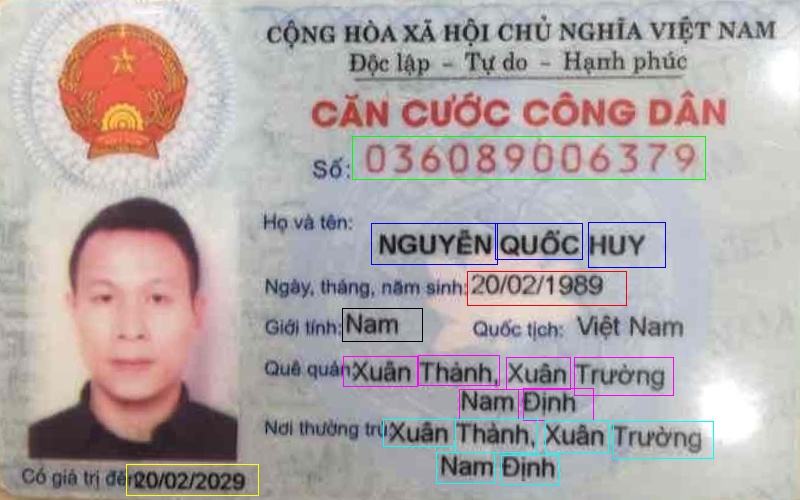 CỘNG HÒA XÃ HỘI CHỦ NGHĨA VIỆT NAM
Độc lập - Tự do - Hạnh phúc
CĂN CƯỚC CÔNG DÂN
Số: 036089006379
Họ và tên:
NGUYỄN QUỐC HUY
Ngày, tháng, năm sinh: 20/02/1989
Giới tính: Nam Quốc tịch: Việt Nam
Quê quán: Xuân Thành, Xuân Trường
Nam Định
Nơi thường trú: Xuân Thành, Xuân Trường
Nam Định
Có giá trị đến: 20/02/2029